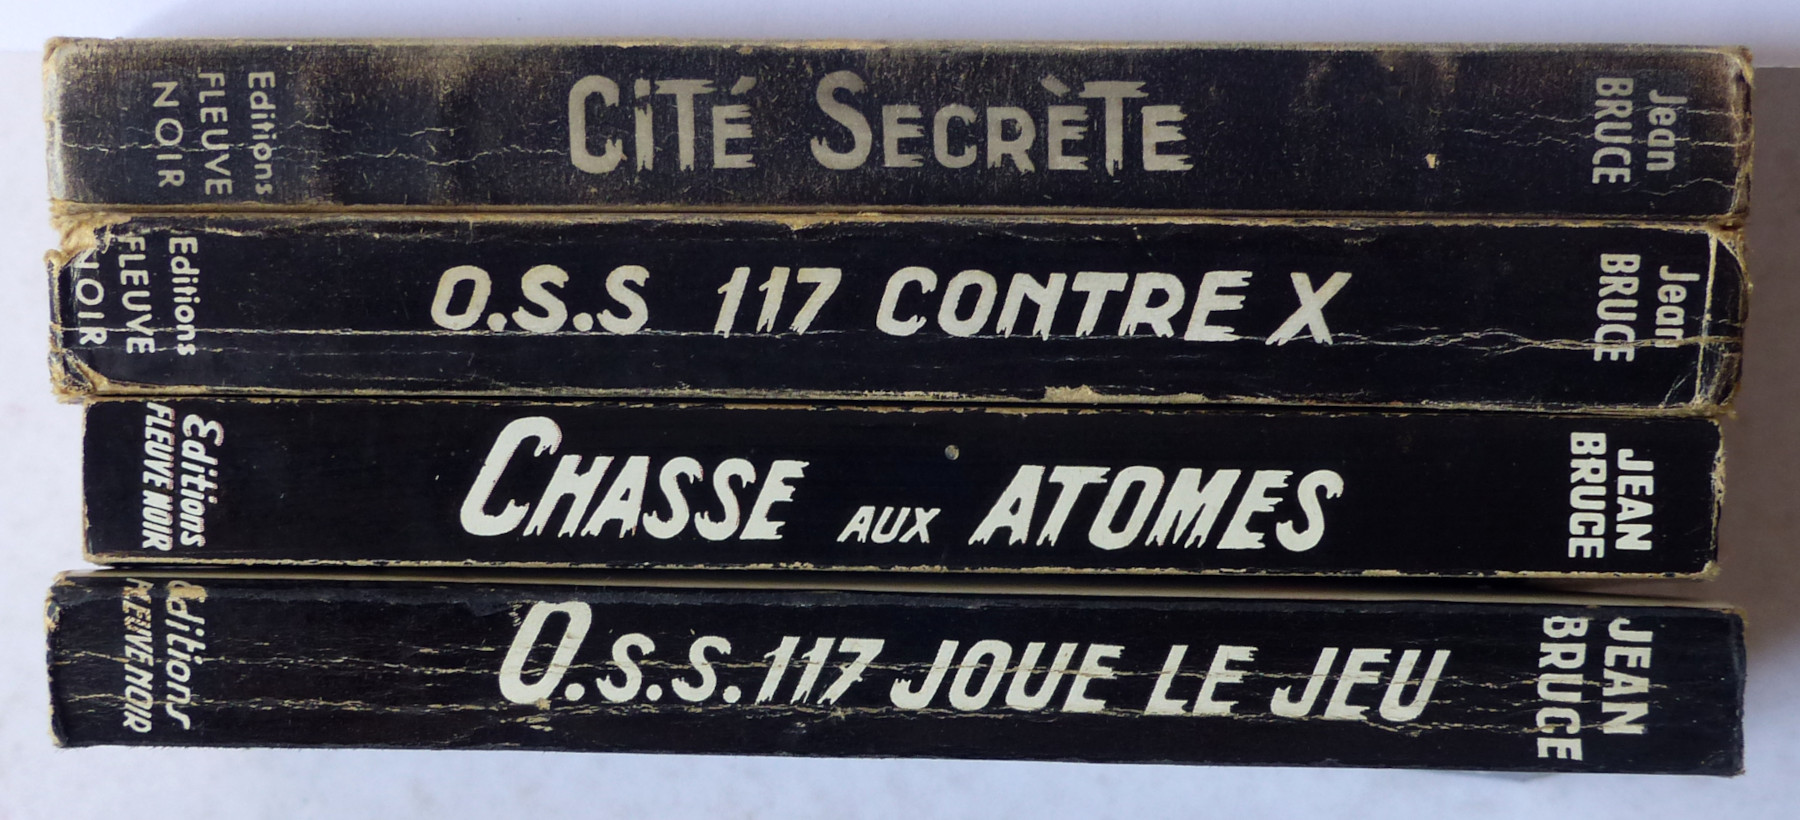 Editions
FLEUVE
NOIR
CiTÉ SECRÈTE
Jean
BRUCE
Editions
FLEUVE
NOIR
O.S.S 117 CONTRE X
Jean
BRUCE
Editions
FLEUVE NOIR
CHASSE AUX ATOMES
JEAN
BRUCE
Editions
FLEUVE NOIR
O.S.S. 117 JOUE LE JEU
JEAN
BRUCE